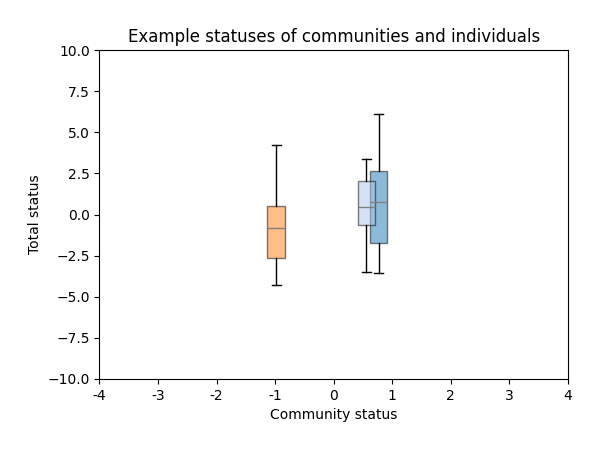 Example statuses of communities and individuals
10.0
7.5
5.0
2.5
0.0
−2.5
−5.0
−7.5
−10.0
Total status
-4 -3 -2 -1 0 1 2 3 4
Community status